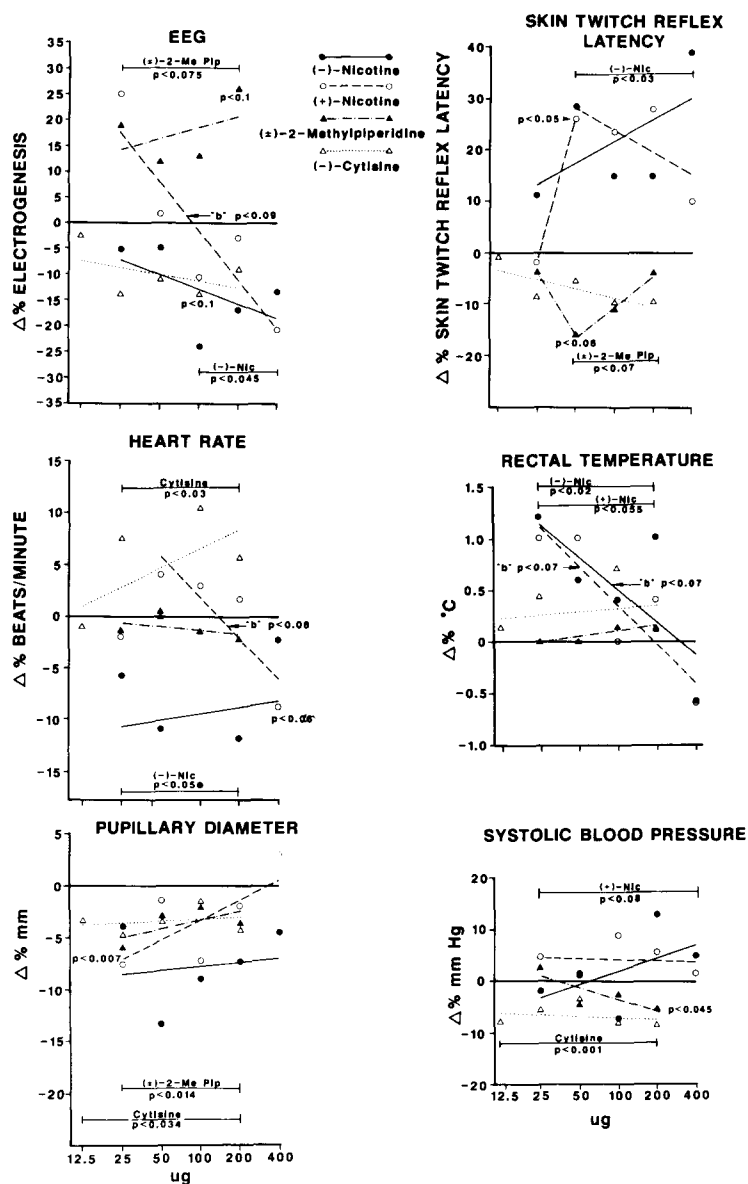 EEG
(±)-2-Me Pip
p<0.075
p<0.1
"b" p<0.09
p<0.1
(-)-Nic
p<0.045
35
30
25
20
15
10
5
0
-5
-10
-15
-20
-25
-30
-35
Δ% ELECTROGENESIS
(-)-Nicotine
(+)-Nicotine
(±)-2-Methylpiperidine
(-)-Cytisine
SKIN TWITCH REFLEX
LATENCY
(-)-Nic
p<0.03
p<0.05
p<0.06
(±)-2-Me Pip
p<0.07
40
30
20
10
0
-10
-20
Δ% SKIN TWITCH REFLEX LATENCY
HEART RATE
Cytisine
p<0.03
"b" p<0.08
p<0.06
(-)-Nic
p<0.05
15
10
5
0
-5
-10
-15
Δ% BEATS/MINUTE
RECTAL TEMPERATURE
(-)-Nic
p<0.02
(+)-Nic
p<0.055
"b" p<0.07
"b" p<0.07
1.5
1.0
0.5
0
-0.5
-1.0
Δ% °C
PUPILLARY DIAMETER
p<0.007
(±)-2-Me Pip
p<0.014
Cytisine
p<0.034
5
0
-5
-10
-15
-20
Δ% mm
12.5 25 50 100 200 400
ug
SYSTOLIC BLOOD PRESSURE
(+)-Nic
p<0.08
p<0.045
Cytisine
p<0.001
20
10
0
-10
-20
Δ% mm Hg
12.5 25 50 100 200 400
ug